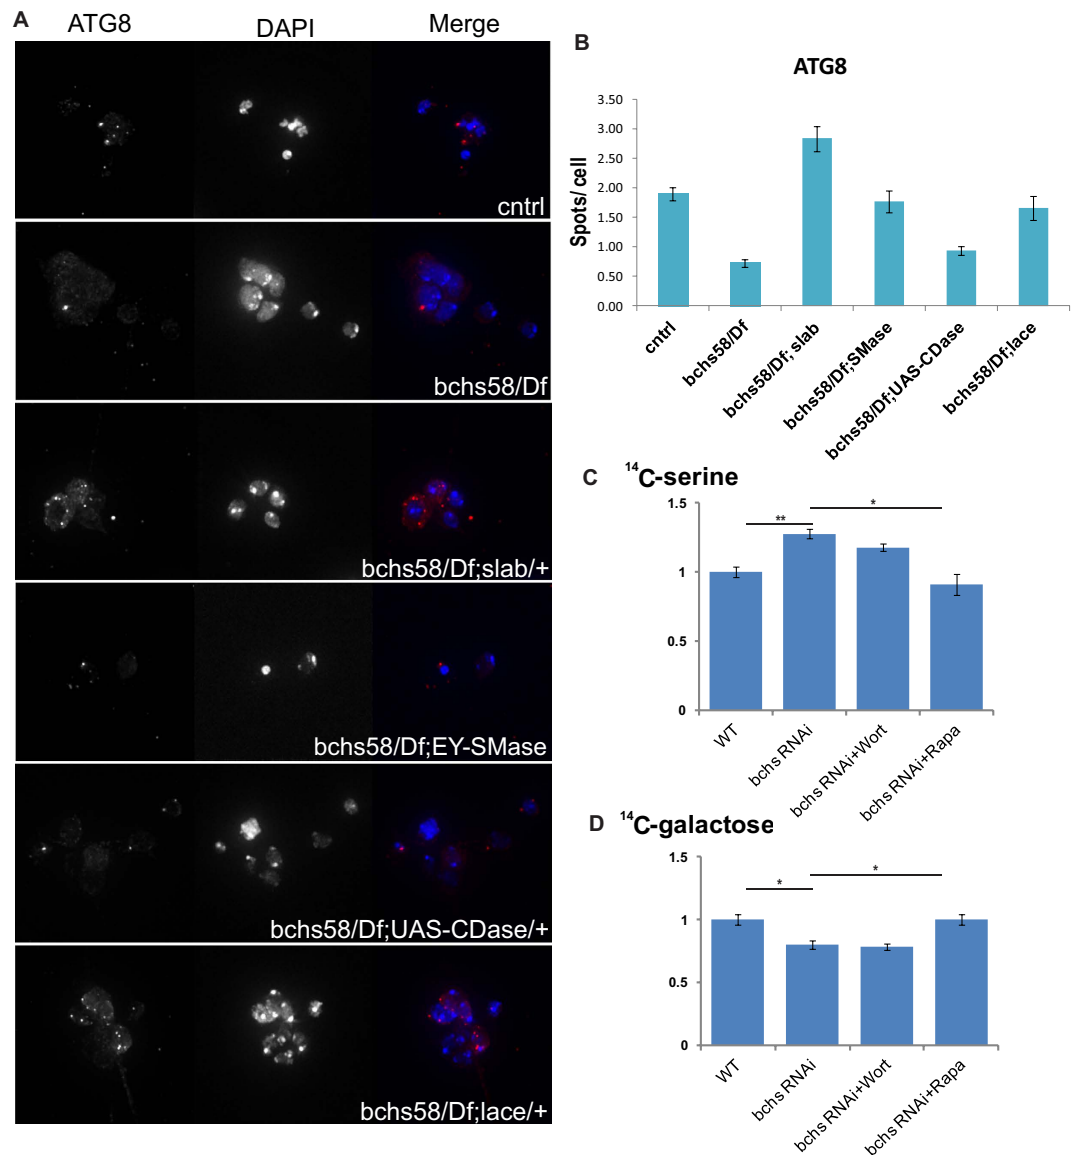 A
ATG8 DAPI Merge
cntrl
bchs58/Df
bchs58/Df;slab/+
bchs58/Df;EY-SMase
bchs58/Df;UAS-CDase/+
bchs58/Df;lace/+
B
ATG8
Spots/ cell
3.50
3.00
2.50
2.00
1.50
1.00
0.50
0.00
cntrl
bchs58/Df
bchs58/Df; slab
bchs58/Df;SMase
bchs58/Df;UAS-CDase
bchs58/Df;lace
C ¹⁴C-serine
1.5
1
0.5
0
**
*
WT
bchs RNAi
bchs RNAi+Wort
bchs RNAi+Rapa
D ¹⁴C-galactose
1.5
1
0.5
0
*
*
WT
bchs RNAi
bchs RNAi+Wort
bchs RNAi+Rapa